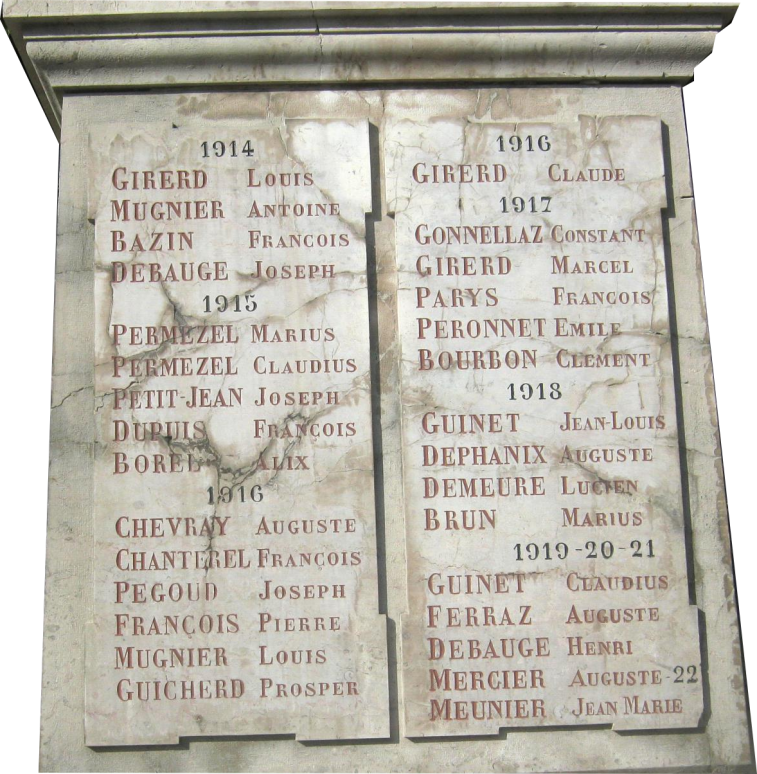 1914
GIRERD LOUIS
MUGNIER ANTOINE
BAZIN FRANÇOIS
DEBAUGE JOSEPH
1915
PERMEZEL MARIUS
PERMEZEL CLAUDIUS
PETIT-JEAN JOSEPH
DUPUIS FRANÇOIS
BOREL ALIX
1916
CHEVRAY AUGUSTE
CHANTEREL FRANÇOIS
PEGOUD JOSEPH
FRANÇOIS PIERRE
MUGNIER LOUIS
GUICHERD PROSPER
1916
GIRERD CLAUDE
1917
GONNELLAZ CONSTANT
GIRERD MARCEL
PARYS FRANÇOIS
PERONNET EMILE
BOURBON CLEMENT
1918
GUINET JEAN-LOUIS
DEPHANIX AUGUSTE
DEMEURE LUCIEN
BRUN MARIUS
1919-20-21
GUINET CLAUDIUS
FERRAZ AUGUSTE
DEBAUGE HENRI
MERCIER AUGUSTE-22
MEUNIER JEAN MARIE